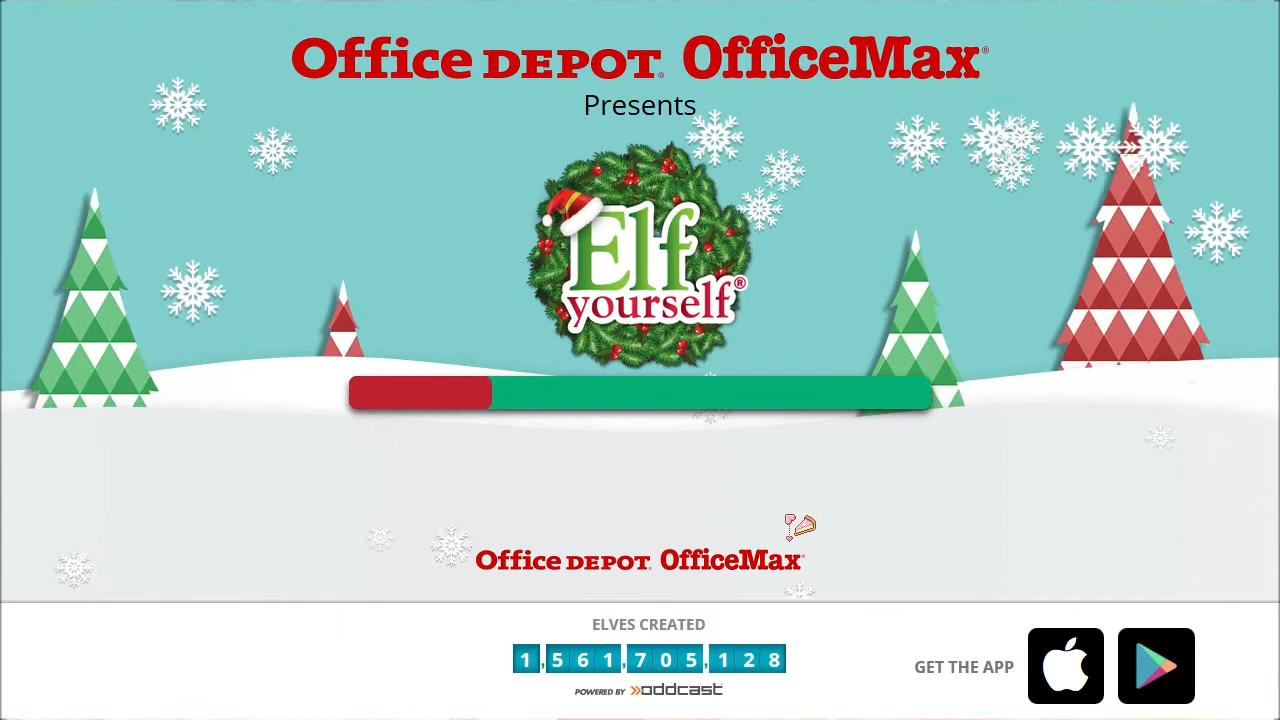 Office DEPOT® OfficeMax®
Presents
Elf
yourself®
Office DEPOT® OfficeMax®
ELVES CREATED
1,561,705,128
POWERED BY oddcast
GET THE APP